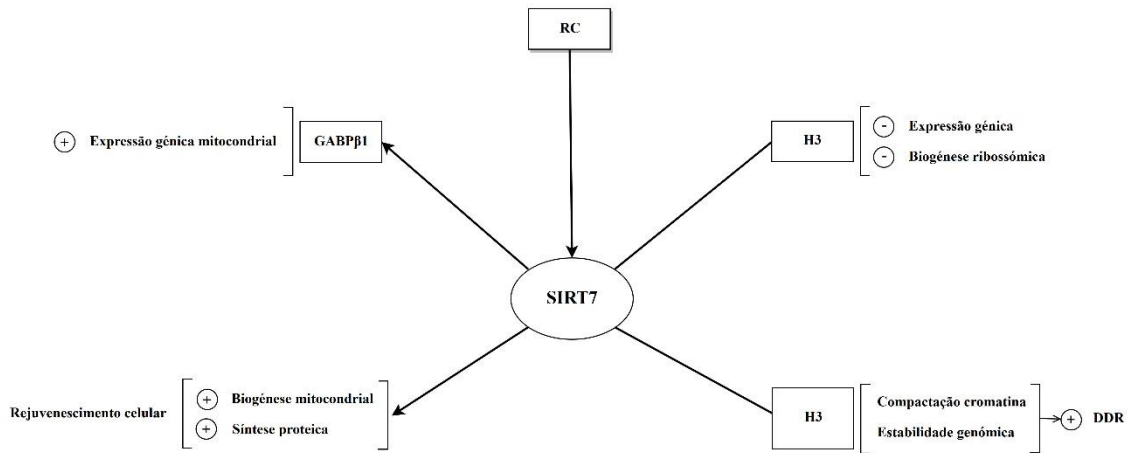 RC
+ Expressão génica mitocondrial
GABPβ1
H3
- Expressão génica
- Biogénese ribossómica
SIRT7
Rejuvenescimento celular
+ Biogénese mitocondrial
+ Síntese proteica
H3
Compactação cromatina
Estabilidade genómica
+ DDR